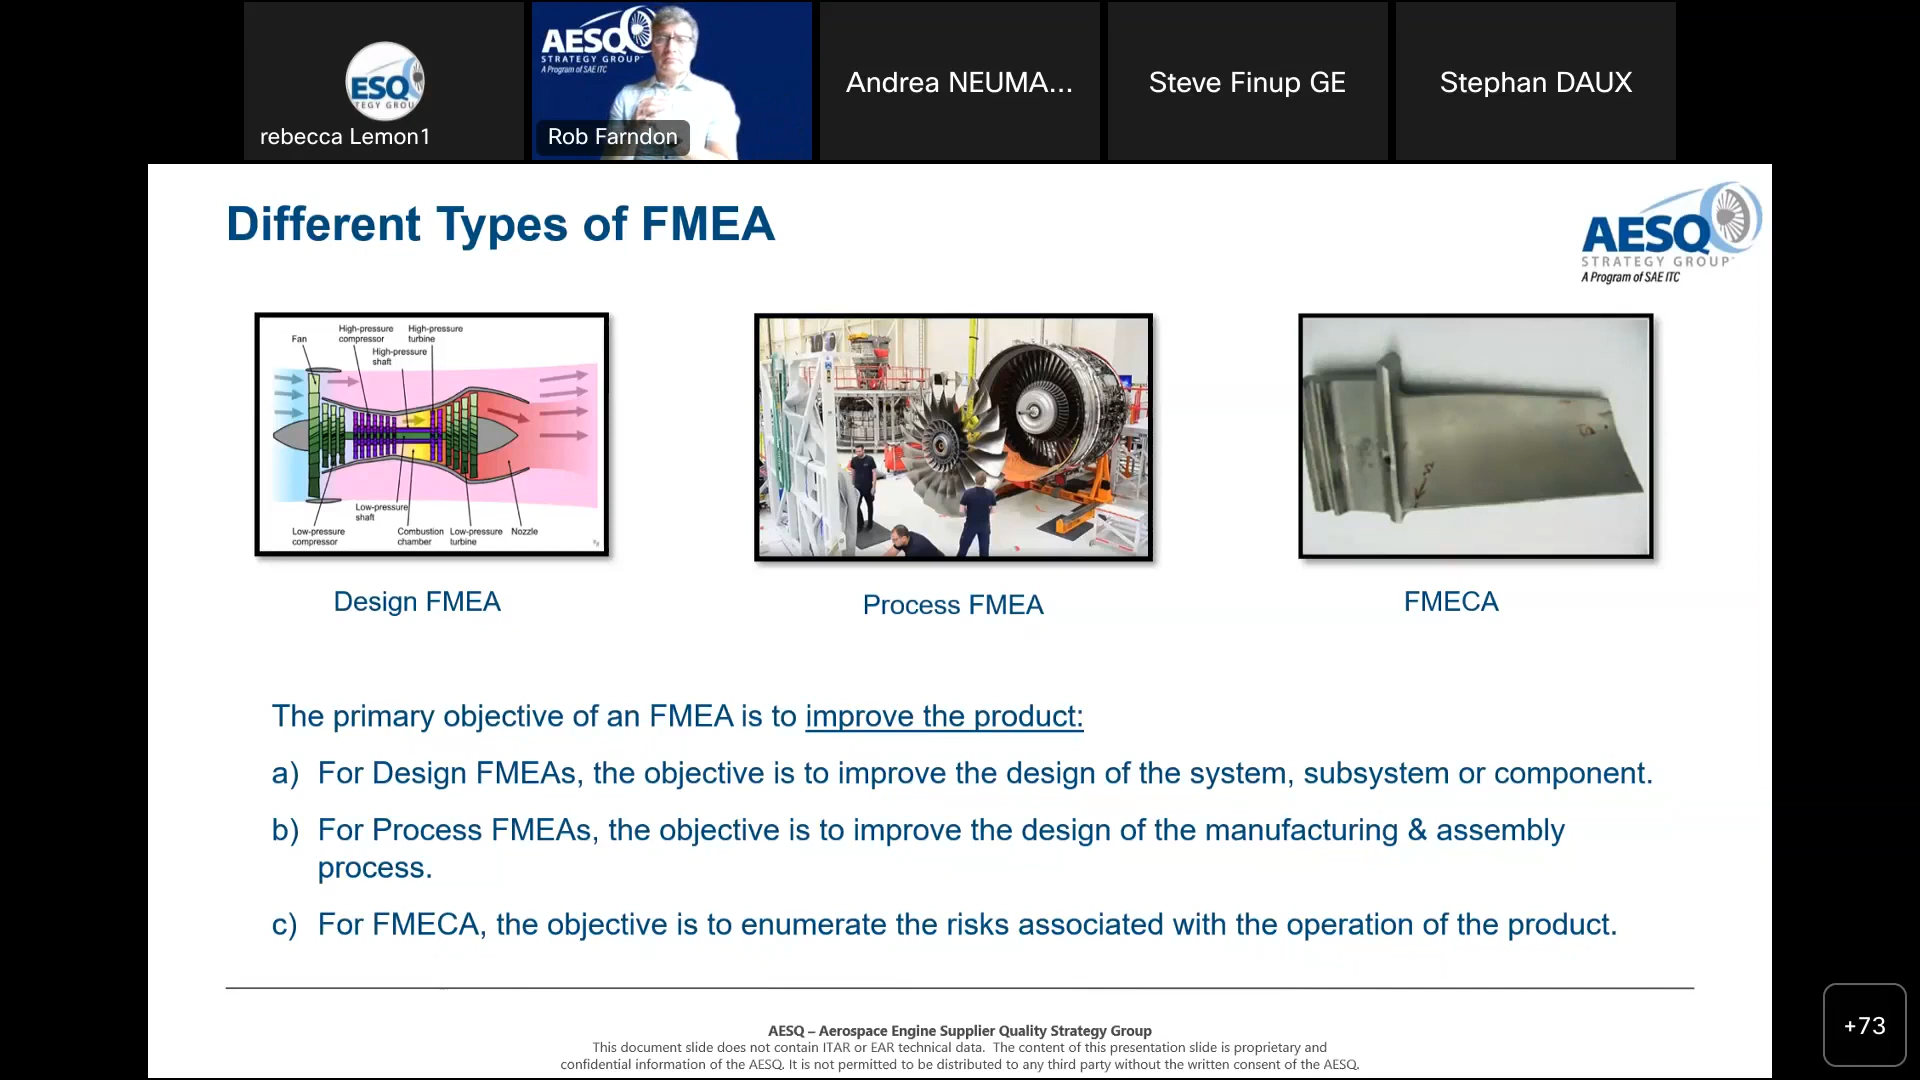 ESQ
TEGY GROU
rebecca Lemon1
AESQ
STRATEGY GROUP
A Program of SAE ITC
Rob Farndon
Andrea NEUMA...
Steve Finup GE
Stephan DAUX
Different Types of FMEA
AESQ
STRATEGY GROUP
A Program of SAE ITC
Fan
High-pressure
compressor
High-pressure
turbine
High-pressure
shaft
Low-pressure
shaft
Low-pressure
compressor
Combustion
chamber
Low-pressure
turbine
Nozzle
Design FMEA
Process FMEA
FMECA
The primary objective of an FMEA is to improve the product:
a) For Design FMEAs, the objective is to improve the design of the system, subsystem or component.
b) For Process FMEAs, the objective is to improve the design of the manufacturing & assembly
process.
c) For FMECA, the objective is to enumerate the risks associated with the operation of the product.
AESQ – Aerospace Engine Supplier Quality Strategy Group
This document slide does not contain ITAR or EAR technical data. The content of this presentation slide is proprietary and
confidential information of the AESQ. It is not permitted to be distributed to any third party without the written consent of the AESQ.
+73